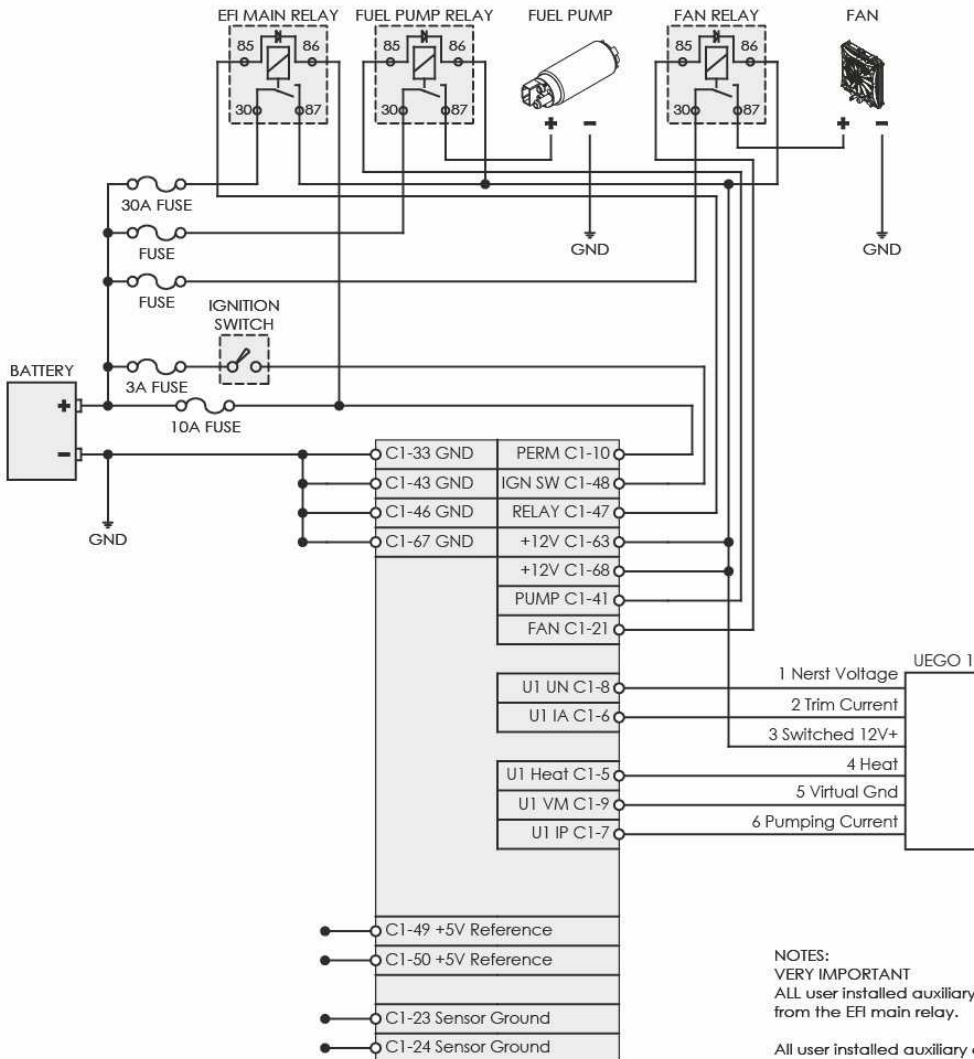 EFI MAIN RELAY
FUEL PUMP RELAY
FUEL PUMP
FAN RELAY
FAN
85
86
30
87
85
86
30
87
+
-
85
86
30
87
+
-
30A FUSE
FUSE
GND
GND
FUSE
IGNITION
SWITCH
BATTERY
3A FUSE
+
10A FUSE
-
GND
C1-33 GND
PERM C1-10
C1-43 GND
IGN SW C1-48
C1-46 GND
RELAY C1-47
C1-67 GND
+12V C1-63
+12V C1-68
PUMP C1-41
FAN C1-21
UEGO 1
U1 UN C1-8
1 Nerst Voltage
U1 IA C1-6
2 Trim Current
3 Switched 12V+
U1 Heat C1-5
4 Heat
U1 VM C1-9
5 Virtual Gnd
U1 IP C1-7
6 Pumping Current
C1-49 +5V Reference
C1-50 +5V Reference
C1-23 Sensor Ground
C1-24 Sensor Ground
NOTES:
VERY IMPORTANT
ALL user installed auxiliary
from the EFI main relay.
All user installed auxiliary